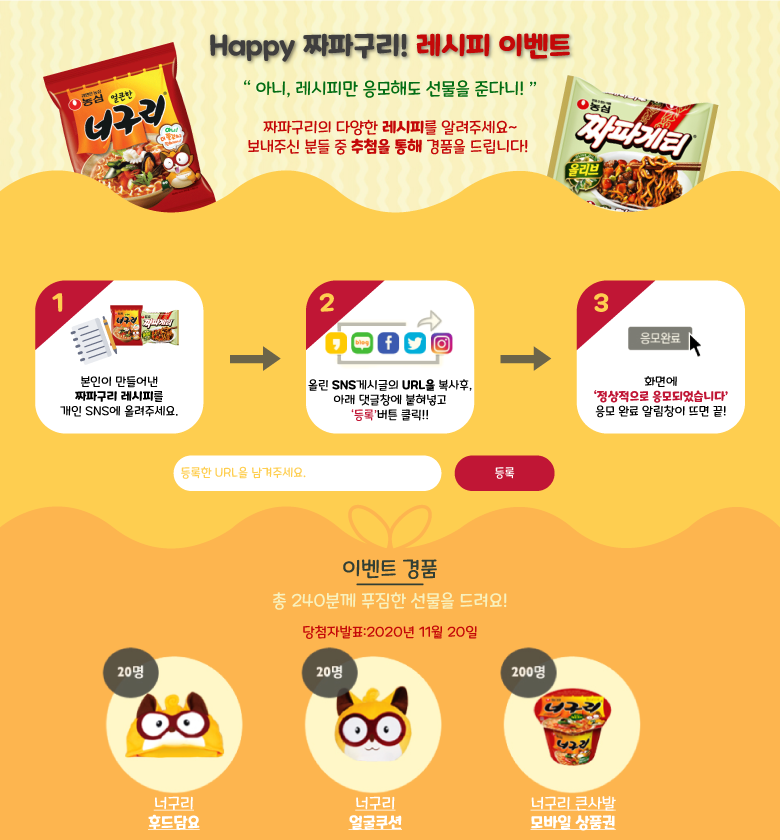 Happy 짜파구리! 레시피 이벤트
“ 아니, 레시피만 응모해도 선물을 준다니! ”
짜파구리의 다양한 레시피를 알려주세요~
보내주신 분들 중 추첨을 통해 경품을 드립니다!
농심
얼큰한
너구리
농심
짜파게티
올리브
1
본인이 만들어낸
짜파구리 레시피를
개인 SNS에 올려주세요.
2
blog
올린 SNS게시글의 URL을 복사후,
아래 댓글창에 붙혀넣고
‘등록’버튼 클릭!!
3
응모완료
화면에
‘정상적으로 응모되었습니다’
응모 완료 알림창이 뜨면 끝!
등록한 URL을 남겨주세요.
등록
이벤트 경품
총 240분께 푸짐한 선물을 드려요!
당첨자발표:2020년 11월 20일
20명
20명
200명
너구리
너구리
너구리
후드담요
너구리
얼굴쿠션
너구리 큰사발
모바일 상품권